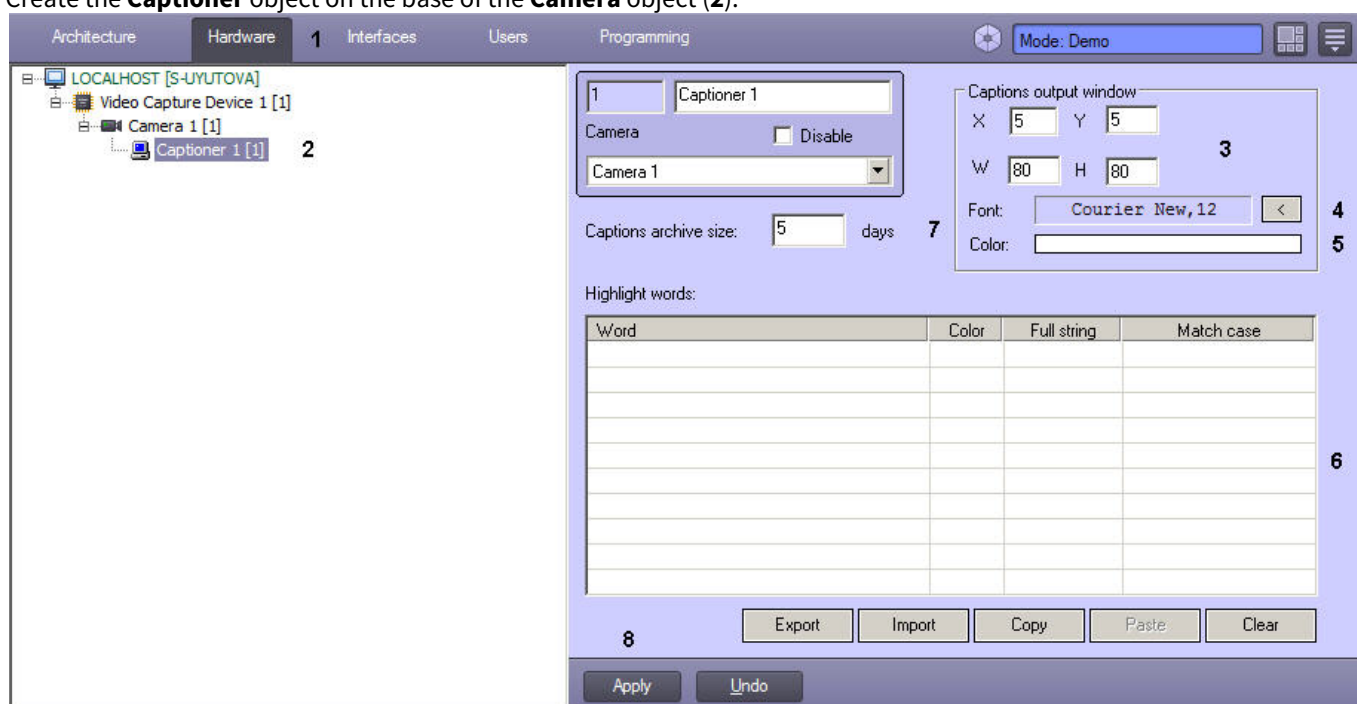 Create the Captioner object on the base of the Camera object (2).
Architecture Hardware 1 Interfaces Users Programming Mode: Demo
LOCALHOST [S-UYUTOVA]
Video Capture Device 1 [1]
Camera 1 [1]
Captioner 1 [1] 2
1 Captioner 1
Camera Disable
Camera 1
Captions archive size: 5 days 7
Captions output window
X 5 Y 5
3
W 80 H 80
Font: Courier New,12 < 4
Color: 5
Highlight words:
Word Color Full string Match case
6
Export Import Copy Paste Clear
8
Apply Undo